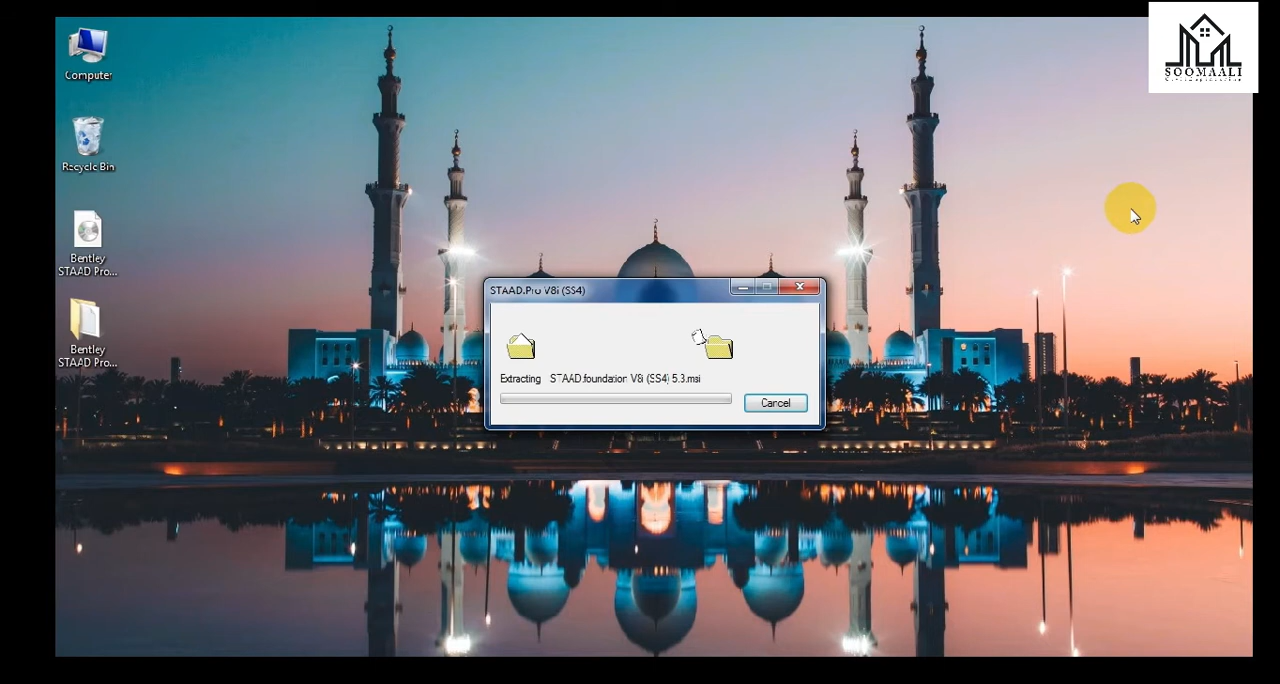 SOOMAALI
Computer
Recycle Bin
Bentley
STAAD Pro...
Bentley
STAAD Pro...
STAAD.Pro V8i (SS4)
Extracting STAAD.foundation V8i (SS4) 5.3.msi
Cancel